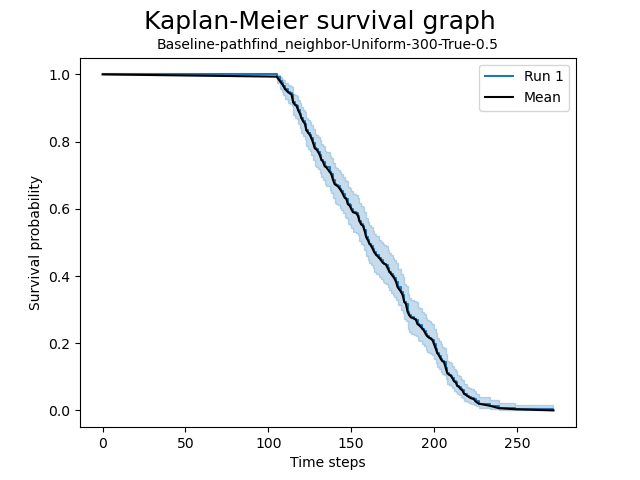 Kaplan-Meier survival graph
Baseline-pathfind_neighbor-Uniform-300-True-0.5
Run 1
Mean
1.0
0.8
0.6
0.4
0.2
0.0
Survival probability
0 50 100 150 200 250
Time steps